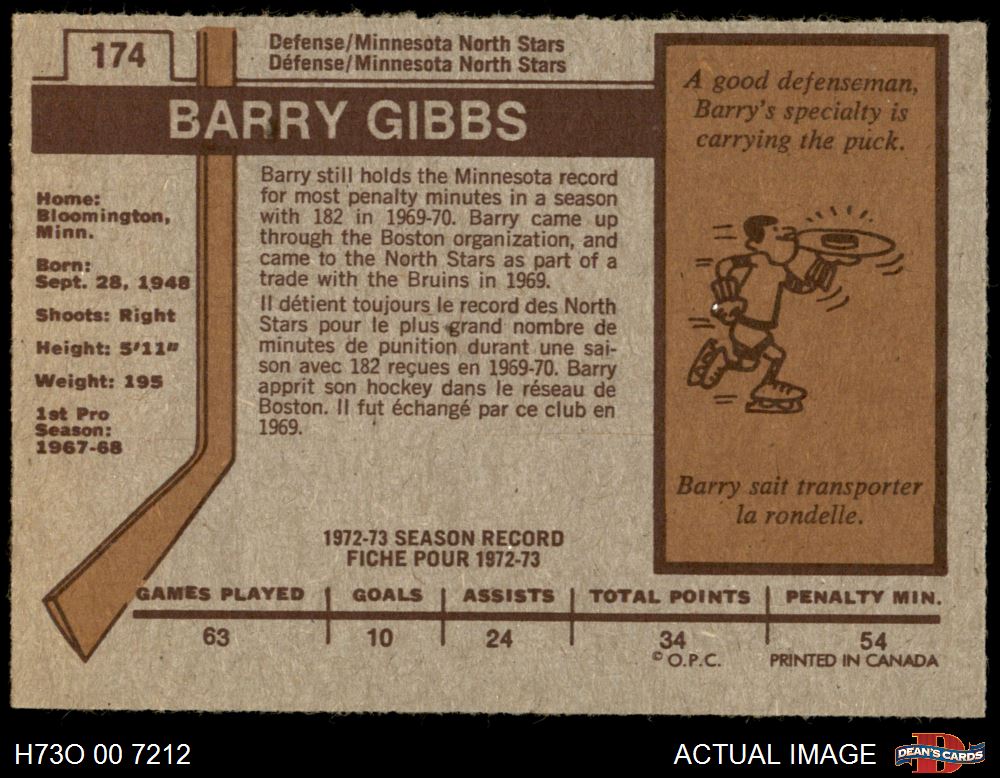 174
Defense/Minnesota North Stars
Défense/Minnesota North Stars
BARRY GIBBS
Home:
Bloomington,
Minn.
Born:
Sept. 28, 1948
Shoots: Right
Height: 5'11"
Weight: 195
1st Pro
Season:
1967-68
Barry still holds the Minnesota record
for most penalty minutes in a season
with 182 in 1969-70. Barry came up
through the Boston organization, and
came to the North Stars as part of a
trade with the Bruins in 1969.
Il détient toujours le record des North
Stars pour le plus grand nombre de
minutes de punition durant une sai-
son avec 182 reçues en 1969-70. Barry
apprit son hockey dans le réseau de
Boston. Il fut échangé par ce club en
1969.
A good defenseman,
Barry's specialty is
carrying the puck.
Barry sait transporter
la rondelle.
1972-73 SEASON RECORD
FICHE POUR 1972-73
GAMES PLAYED GOALS ASSISTS TOTAL POINTS PENALTY MIN.
63 10 24 34 54
© O.P.C. PRINTED IN CANADA
H73O 00 7212
ACTUAL IMAGE
DEAN'S CARDS